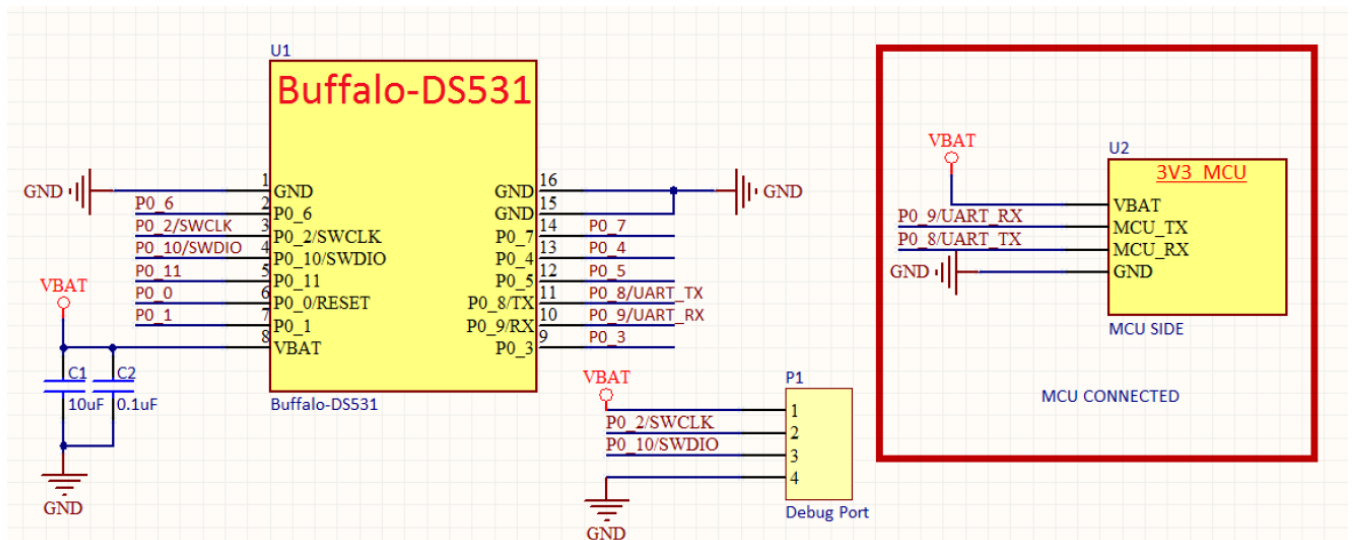 U1
Buffalo-DS531
GND
1 GND
P0_6 2 P0_6
P0_2/SWCLK 3 P0_2/SWCLK
P0_10/SWDIO 4 P0_10/SWDIO
P0_11 5 P0_11
P0_0 6 P0_0/RESET
P0_1 7 P0_1
8 VBAT
GND 16
GND 15
GND
P0_7 14 P0_7
P0_4 13 P0_4
P0_5 12 P0_5
P0_8/TX 11 P0_8/UART_TX
P0_9/RX 10 P0_9/UART_RX
P0_3 9 P0_3
Buffalo-DS531
VBAT
C1
10uF
C2
0.1uF
GND
VBAT
P1
1
P0_2/SWCLK 2
P0_10/SWDIO 3
4
GND
Debug Port
VBAT
U2
3V3 MCU
VBAT
P0_9/UART_RX MCU_TX
P0_8/UART_TX MCU_RX
GND GND
MCU SIDE
MCU CONNECTED